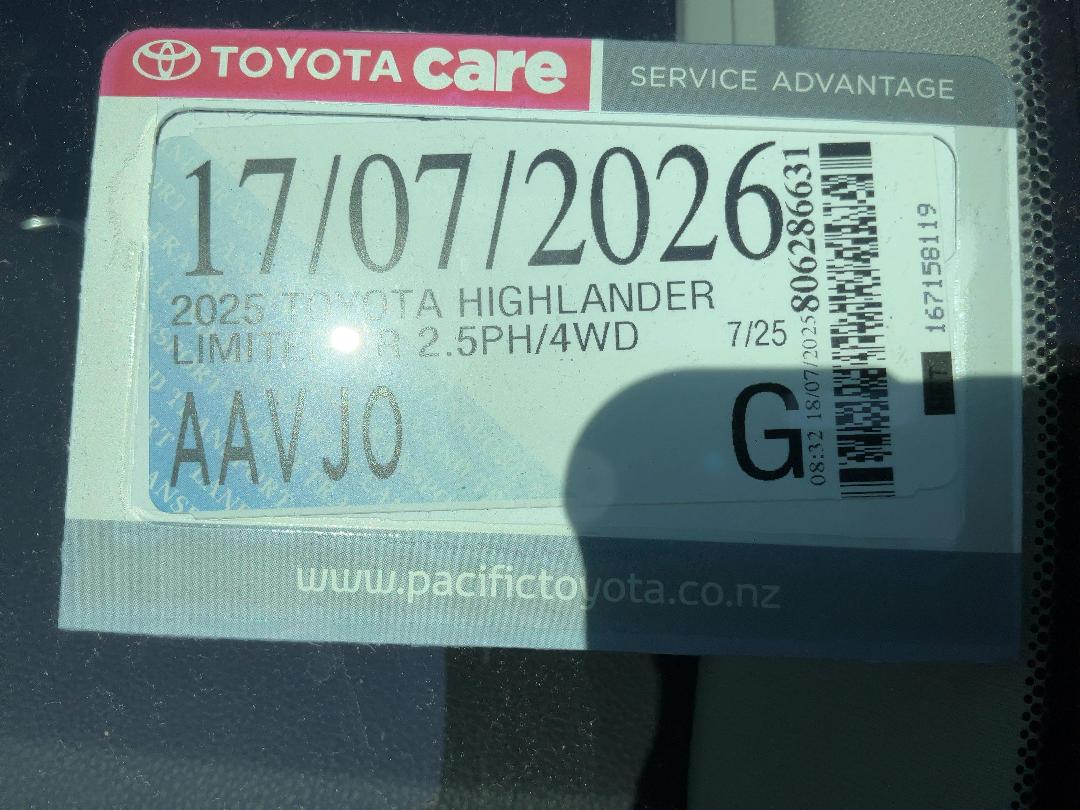 TOYOTA care
SERVICE ADVANTAGE
17/07/2026
2025 TOYOTA HIGHLANDER
2.5PH/4WD 7/25
AAVJO
G
08:32 18/07/2025 806286631
167158119
www.pacifictoyota.co.nz